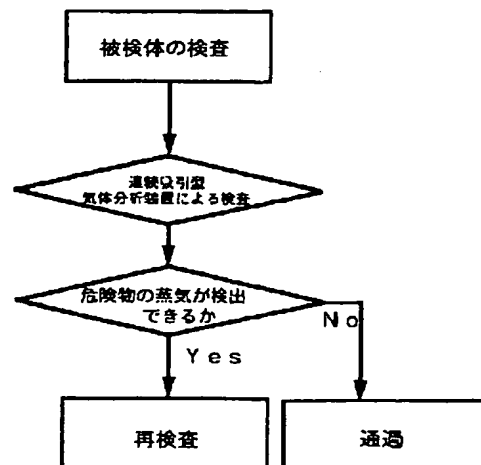 被検体の検査
連続吸引型
気体分析装置による検査
危険物の蒸気が検出
できるか
No
Yes
再検査
通過